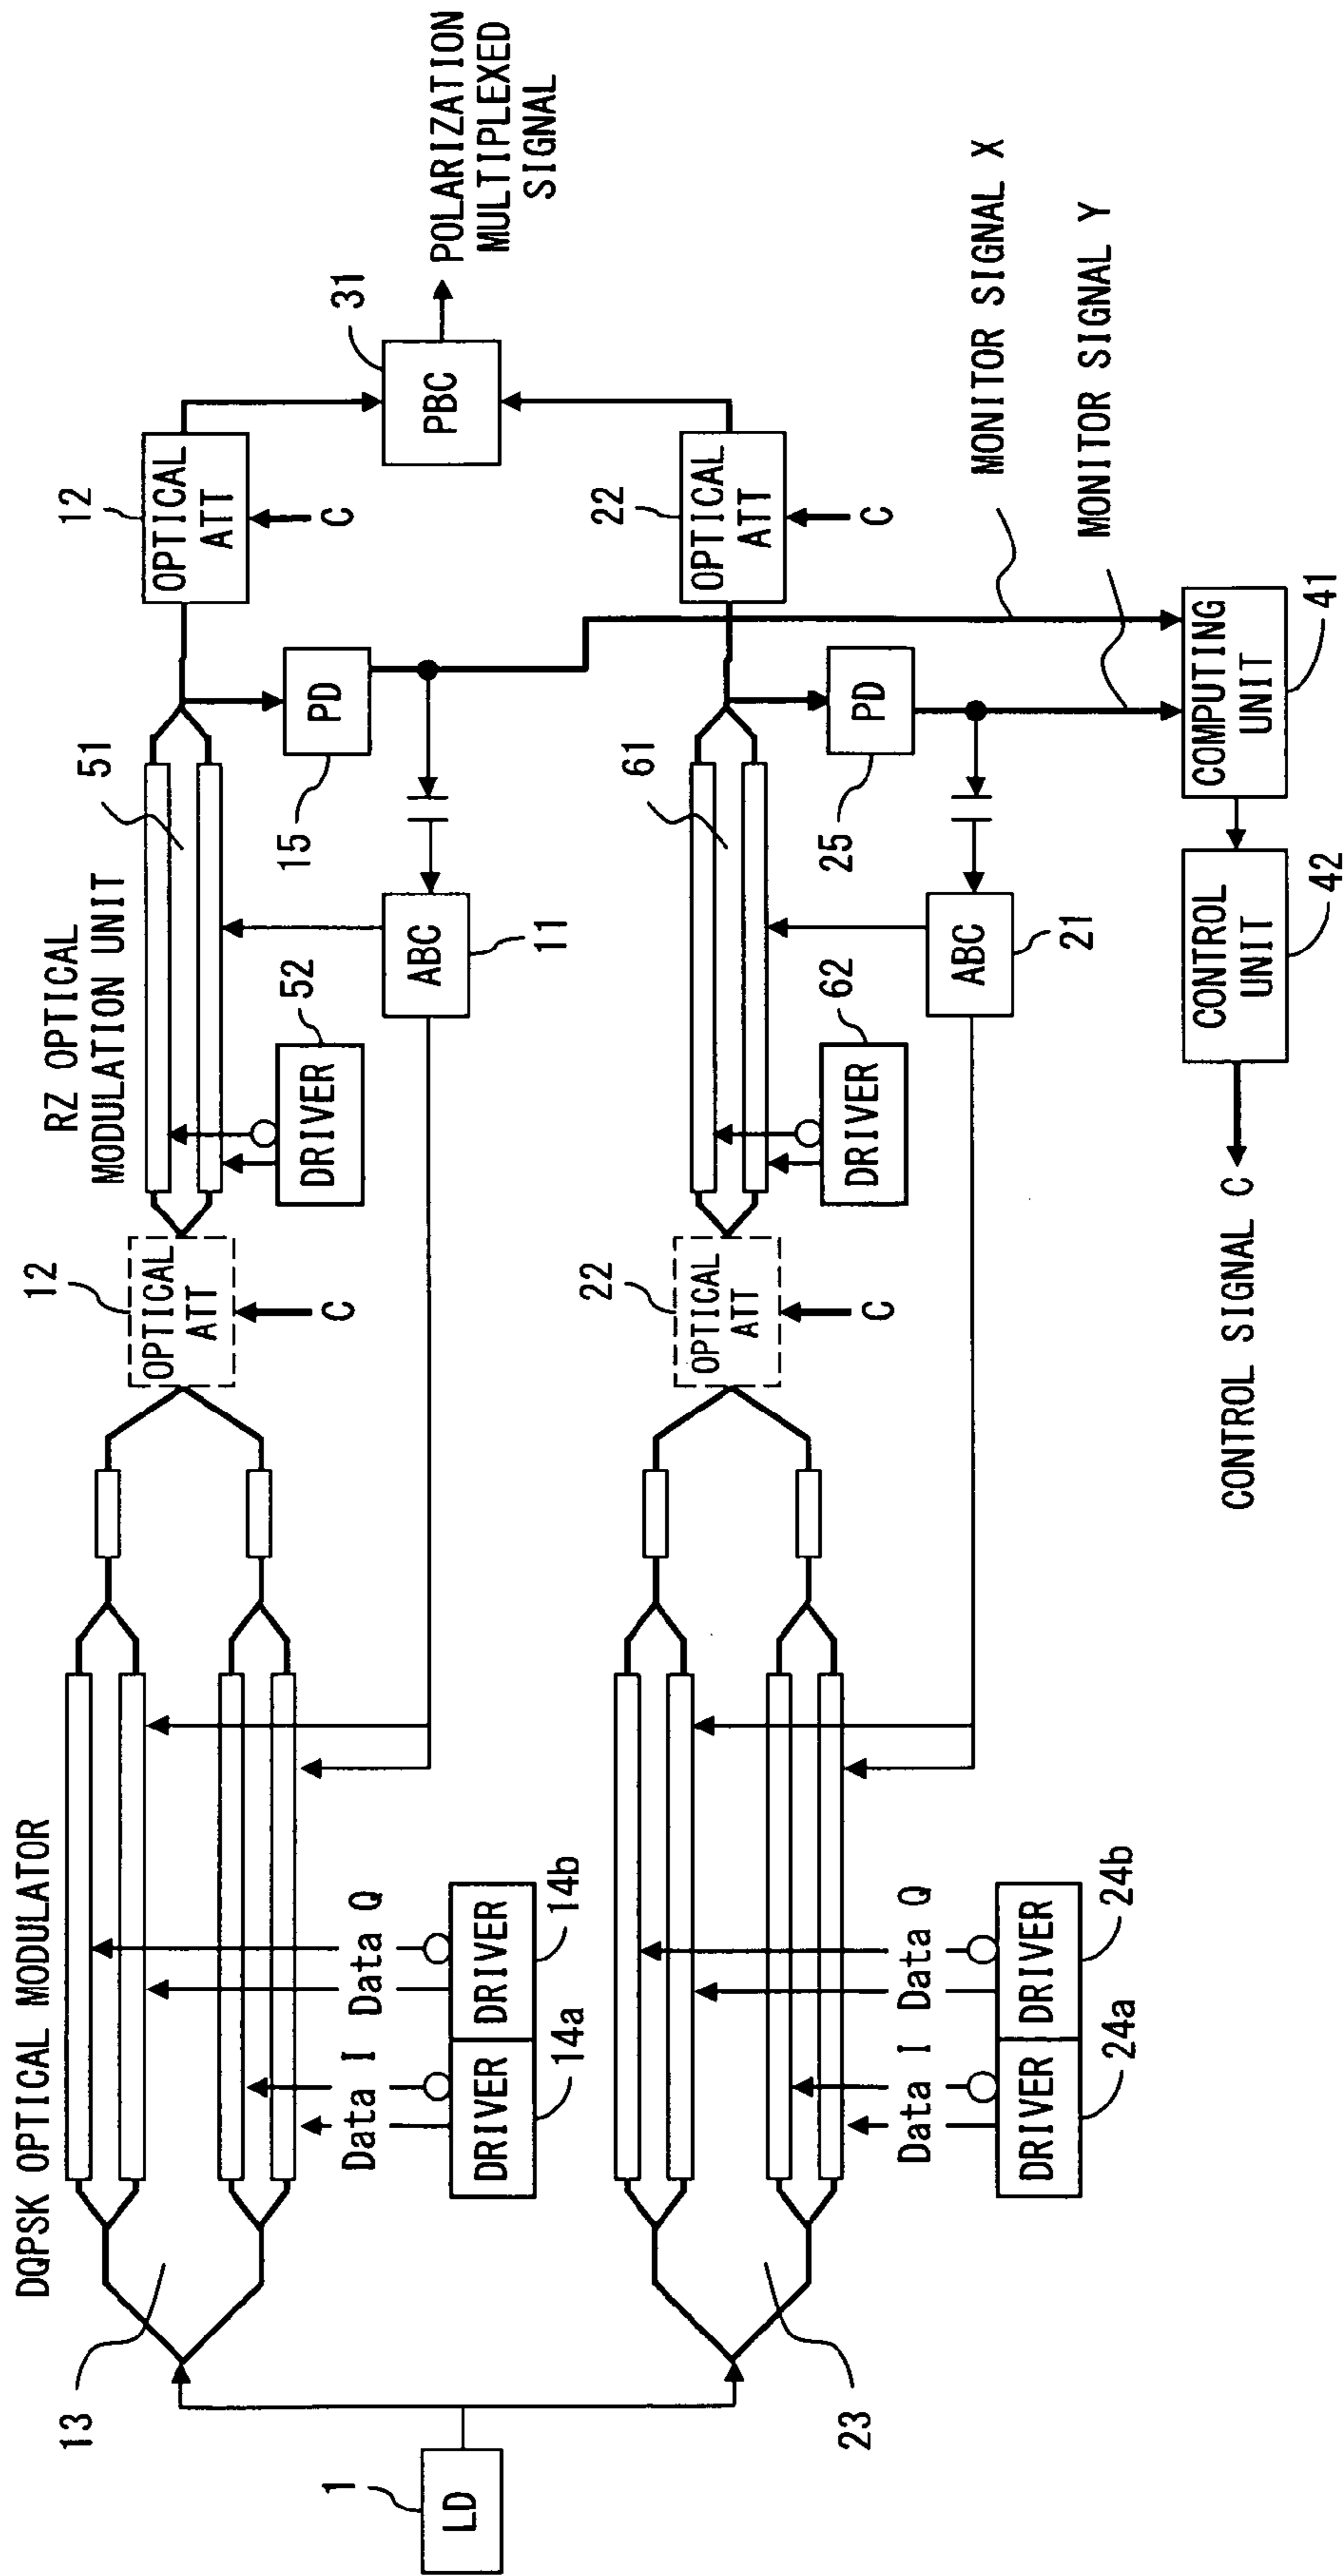 DQPSK OPTICAL MODULATOR
13
1
LD
23
Data I
Data Q
DRIVER
DRIVER
14a
14b
Data I
Data Q
DRIVER
DRIVER
24a
24b
12
OPTICAL
ATT
C
22
OPTICAL
ATT
C
RZ OPTICAL
MODULATION UNIT
51
DRIVER
52
ABC
11
PD
15
61
DRIVER
62
ABC
21
PD
25
12
OPTICAL
ATT
C
22
OPTICAL
ATT
C
PBC
31
POLARIZATION
MULTIPLEXED
SIGNAL
MONITOR SIGNAL X
MONITOR SIGNAL Y
COMPUTING
UNIT
41
CONTROL
UNIT
42
CONTROL SIGNAL C